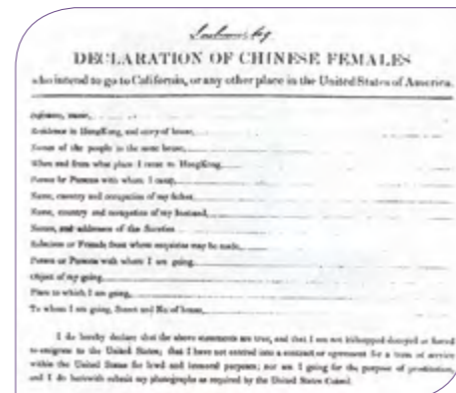 DECLARATION OF CHINESE FEMALES
who intend to go to California, or any other place in the United States of America.
name,
Residence in HongKong, and story of house,
Names of the people in the same house,
When and from what place I came to HongKong,
Person or Persons with whom I came,
Name, country and occupation of my father,
Name, country and occupation of my husband,
Names, and addresses of the Sureties
Relations or Friends from whom enquiries may be made,
Person or Persons with whom I am going,
Object of my going,
Place to which I am going,
To whom I am going, Street and No of house,
I do hereby declare that the above statements are true, and that I am not kidnapped decoyed or forced
to emigrate to the United States; that I have not entered into a contract or agreement for a term of service
within the United States for lewd and immoral purposes; nor am I going for the purpose of prostitution,
and I do herewith submit my photographs as required by the United States Consul.